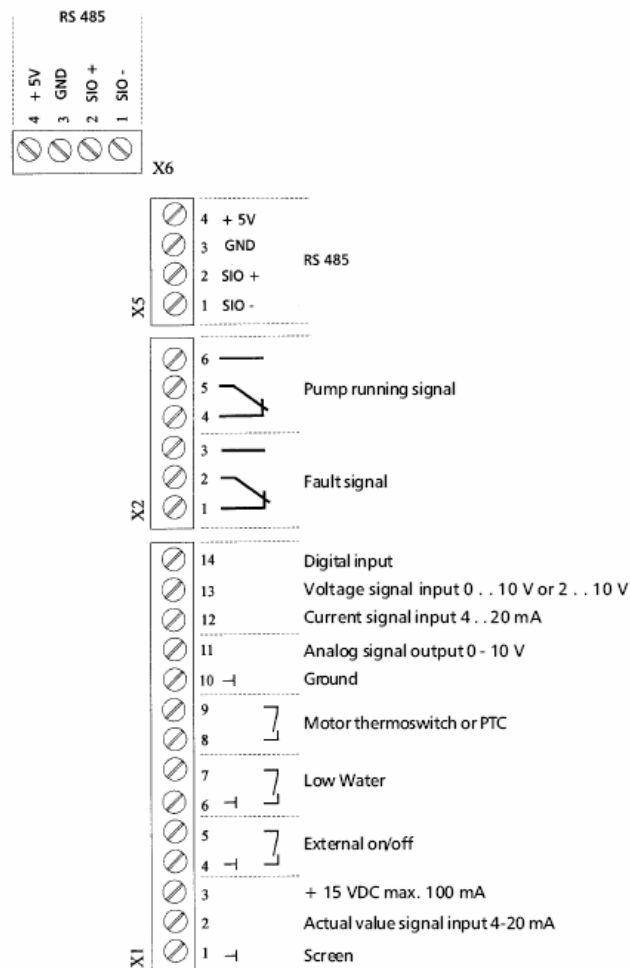 RS 485
4 + 5V
3 GND
2 SIO +
1 SIO -
X6
4 + 5V
3 GND
2 SIO +
1 SIO -
RS 485
X5
6
5
4
Pump running signal
3
2
1
Fault signal
X2
14 Digital input
13 Voltage signal input 0 . . 10 V or 2 . . 10 V
12 Current signal input 4 . . 20 mA
11 Analog signal output 0 - 10 V
10 Ground
9
8
Motor thermoswitch or PTC
7
6
Low Water
5
4
External on/off
3 + 15 VDC max. 100 mA
2 Actual value signal input 4-20 mA
1 Screen
X1